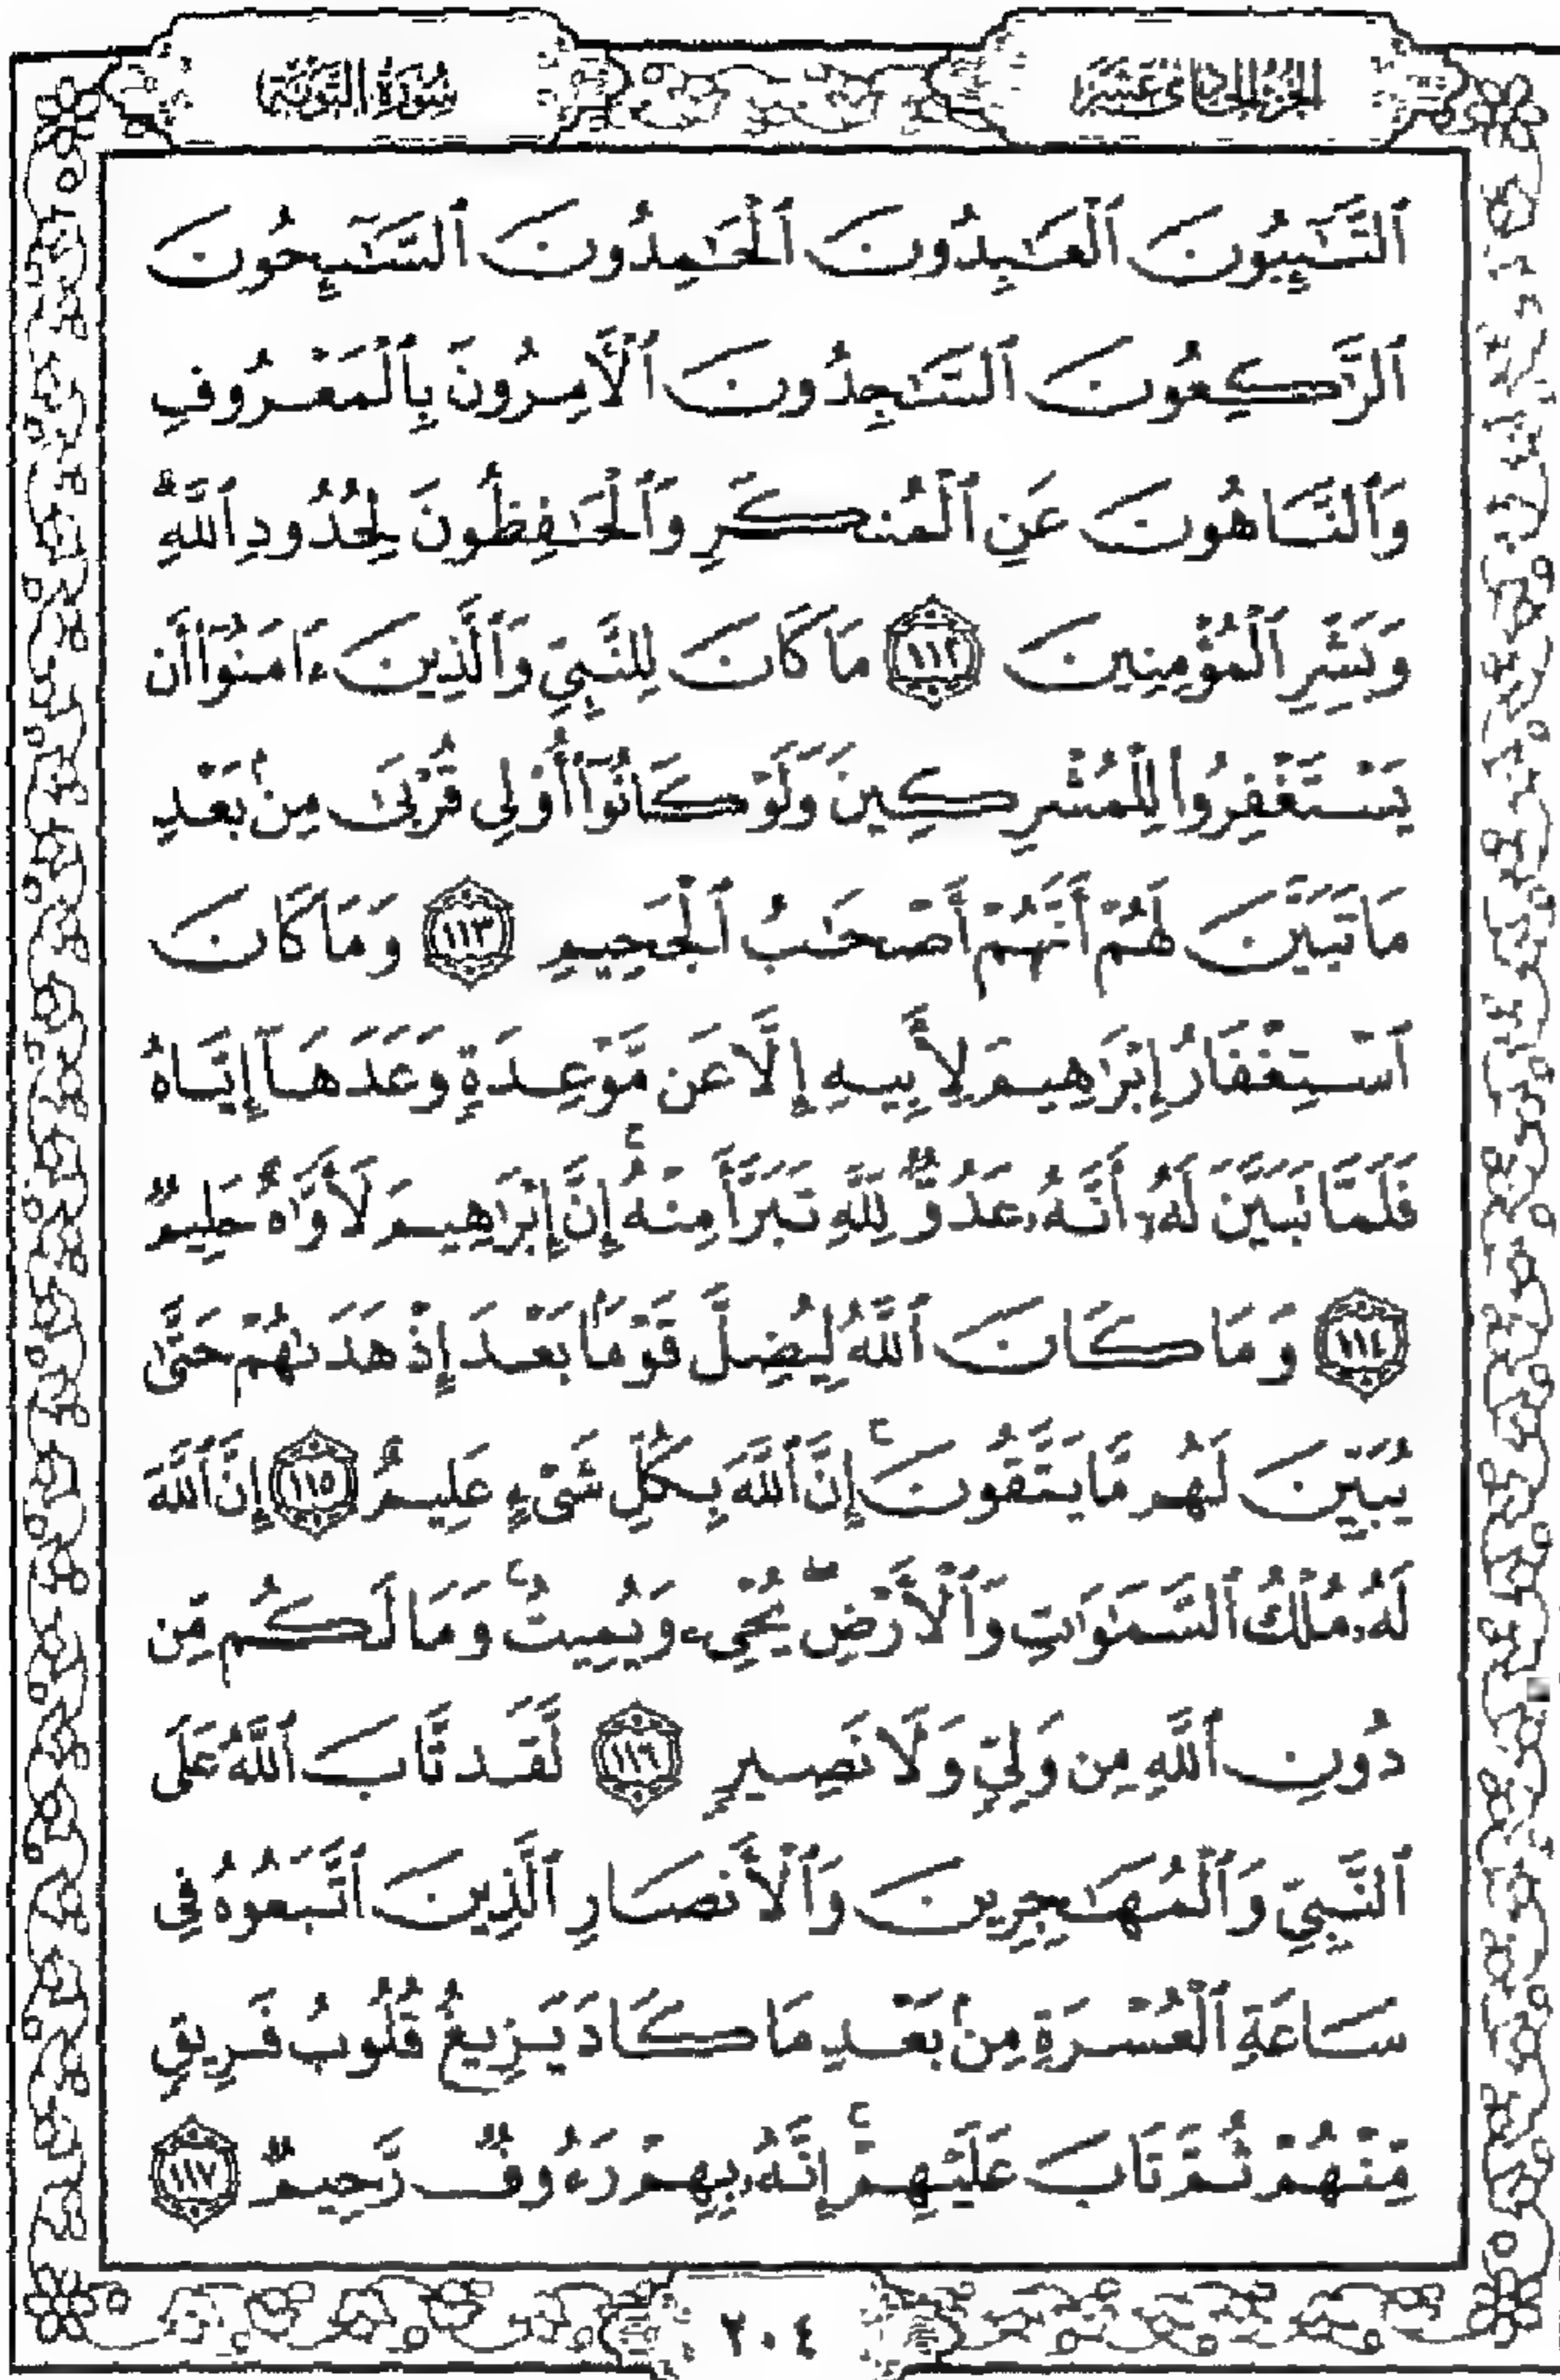 الجزء الحادي عشر
سورة التوبة
ٱلتَّـٰٓئِبُونَ ٱلْعَـٰبِدُونَ ٱلْحَـٰمِدُونَ ٱلسَّـٰٓئِحُونَ
ٱلرَّٰكِعُونَ ٱلسَّـٰجِدُونَ ٱلْـَٔامِرُونَ بِٱلْمَعْرُوفِ
وَٱلنَّاهُونَ عَنِ ٱلْمُنكَرِ وَٱلْحَـٰفِظُونَ لِحُدُودِ ٱللَّهِ ۗ
وَبَشِّرِ ٱلْمُؤْمِنِينَ ١١٢ مَا كَانَ لِلنَّبِىِّ وَٱلَّذِينَ ءَامَنُوٓا۟ أَن
يَسْتَغْفِرُوا۟ لِلْمُشْرِكِينَ وَلَوْ كَانُوٓا۟ أُو۟لِى قُرْبَىٰ مِنۢ بَعْدِ
مَا تَبَيَّنَ لَهُمْ أَنَّهُمْ أَصْحَـٰبُ ٱلْجَحِيمِ ١١٣ وَمَا كَانَ
ٱسْتِغْفَارُ إِبْرَٰهِيمَ لِأَبِيهِ إِلَّا عَن مَّوْعِدَةٍ وَعَدَهَآ إِيَّاهُ
فَلَمَّا تَبَيَّنَ لَهُۥٓ أَنَّهُۥ عَدُوٌّ لِّلَّهِ تَبَرَّأَ مِنْهُ ۚ إِنَّ إِبْرَٰهِيمَ لَأَوَّٰهٌ حَلِيمٌ
١١٤ وَمَا كَانَ ٱللَّهُ لِيُضِلَّ قَوْمًۢا بَعْدَ إِذْ هَدَىٰهُمْ حَتَّىٰ
يُبَيِّنَ لَهُم مَّا يَتَّقُونَ ۚ إِنَّ ٱللَّهَ بِكُلِّ شَىْءٍ عَلِيمٌ ١١٥ إِنَّ ٱللَّهَ
لَهُۥ مُلْكُ ٱلسَّمَـٰوَٰتِ وَٱلْأَرْضِ ۖ يُحْىِۦ وَيُمِيتُ ۚ وَمَا لَكُم مِّن
دُونِ ٱللَّهِ مِن وَلِىٍّ وَلَا نَصِيرٍ ١١٦ لَّقَد تَّابَ ٱللَّهُ عَلَى
ٱلنَّبِىِّ وَٱلْمُهَـٰجِرِينَ وَٱلْأَنصَارِ ٱلَّذِينَ ٱتَّبَعُوهُ فِى
سَاعَةِ ٱلْعُسْرَةِ مِنۢ بَعْدِ مَا كَادَ يَزِيغُ قُلُوبُ فَرِيقٍ
مِّنْهُمْ ثُمَّ تَابَ عَلَيْهِمْ ۚ إِنَّهُۥ بِهِمْ رَءُوفٌ رَّحِيمٌ ١١٧
٢٠٤